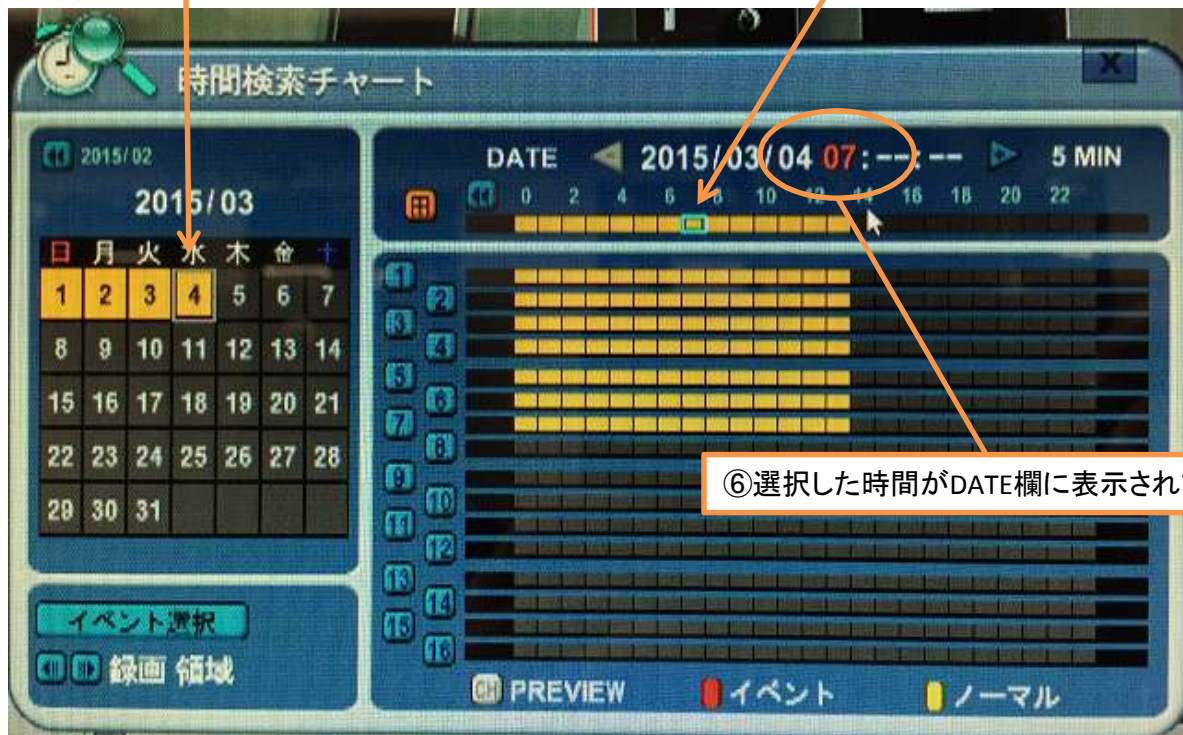 時間検索チャート
X
2015/02
2015/03
日 月 火 水 木 金 土
1 2 3 4 5 6 7
8 9 10 11 12 13 14
15 16 17 18 19 20 21
22 23 24 25 26 27 28
29 30 31
イベント選択
録画 領域
DATE 2015/03/04 07:--:-- 5 MIN
0 2 4 6 8 10 12 14 16 18 20 22
1
2
3
4
5
6
7
8
9
10
11
12
13
14
15
16
⑥選択した時間がDATE欄に表示され
CH PREVIEW イベント ノーマル